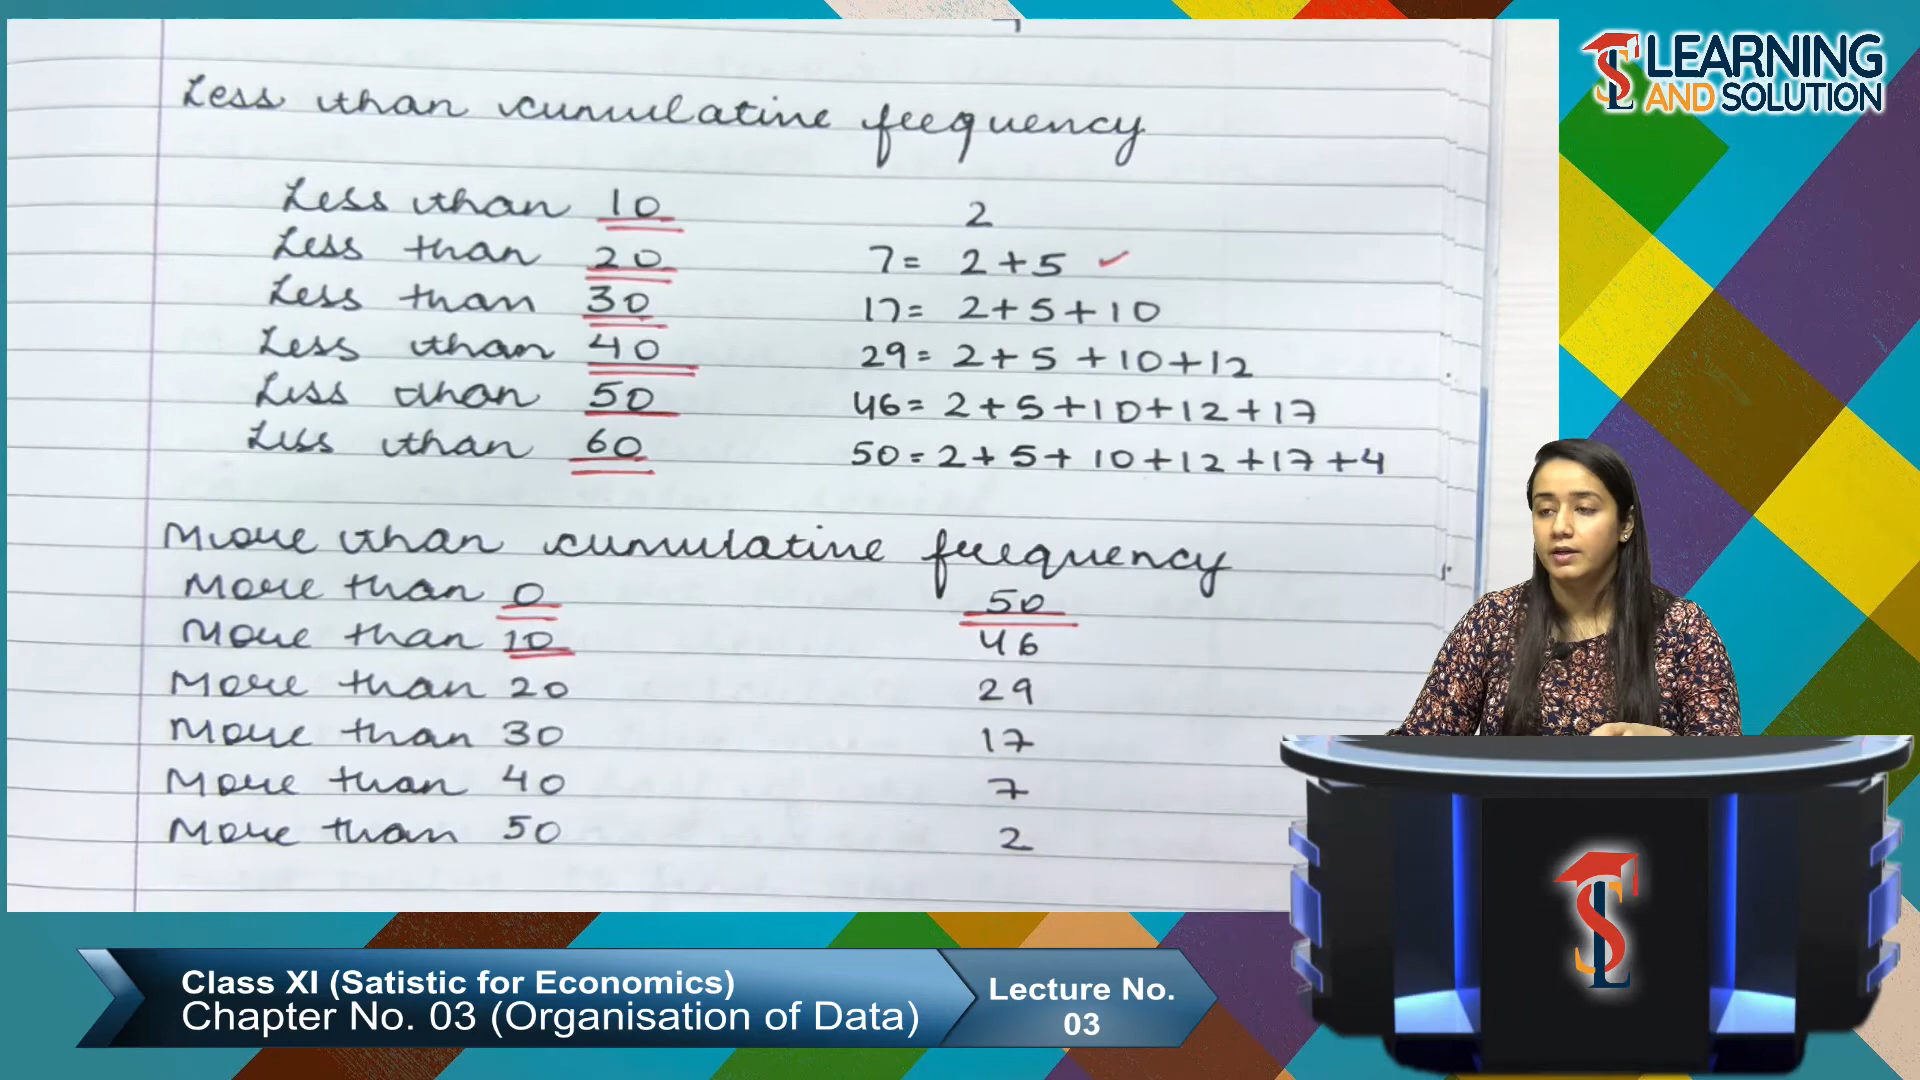 LEARNING
AND SOLUTION
Less than cumulative frequency
Less than 10 2
Less than 20 7= 2+5 ✓
Less than 30 17= 2+5+10
Less than 40 29= 2+5+10+12
Less than 50 46= 2+5+10+12+17
Less than 60 50=2+5+10+12+17+4
More than cumulative frequency
More than 0 50
More than 10 46
More than 20 29
More than 30 17
More than 40 7
More than 50 2
Class XI (Satistic for Economics)
Chapter No. 03 (Organisation of Data)
Lecture No.
03